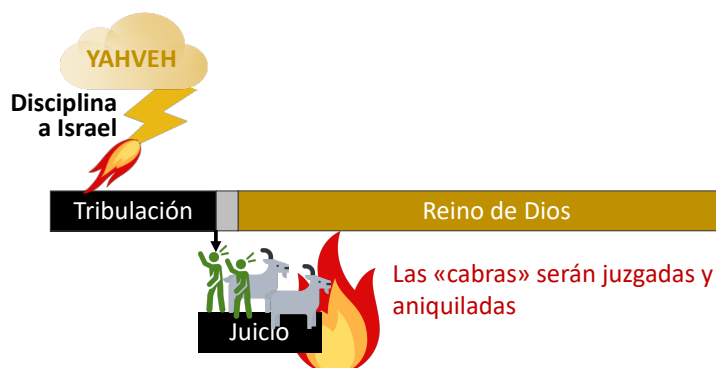 YAHVEH
Disciplina
a Israel
Tribulación
Reino de Dios
Las «cabras» serán juzgadas y
aniquiladas
Juicio